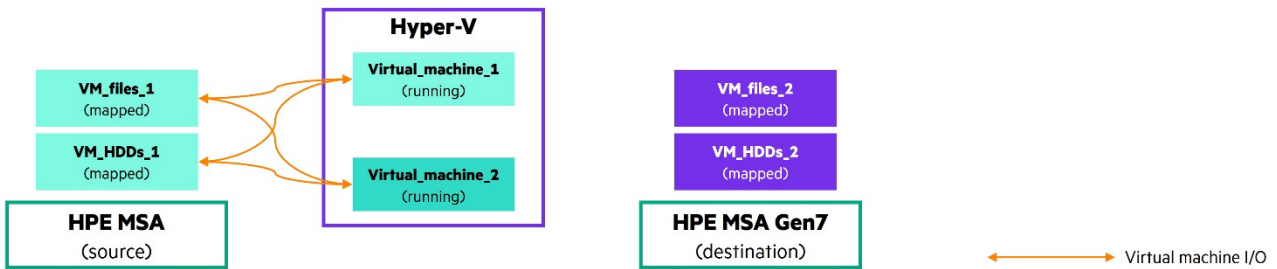 Hyper-V
VM_files_1
(mapped)
VM_HDDs_1
(mapped)
HPE MSA
(source)
Virtual_machine_1
(running)
Virtual_machine_2
(running)
VM_files_2
(mapped)
VM_HDDs_2
(mapped)
HPE MSA Gen7
(destination)
Virtual machine I/O